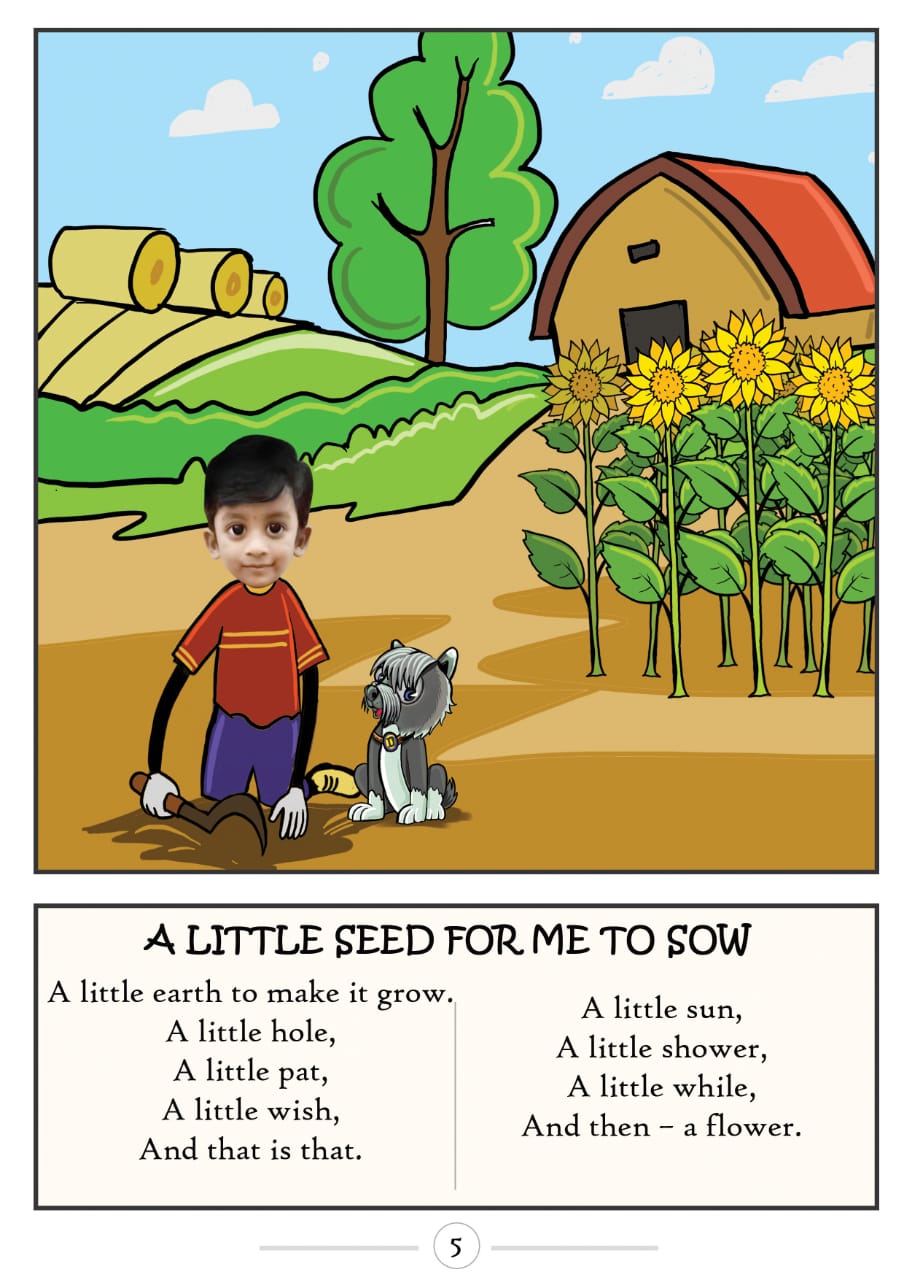 A LITTLE SEED FOR ME TO SOW
A little earth to make it grow.
A little hole,
A little pat,
A little wish,
And that is that.
A little sun,
A little shower,
A little while,
And then – a flower.
5